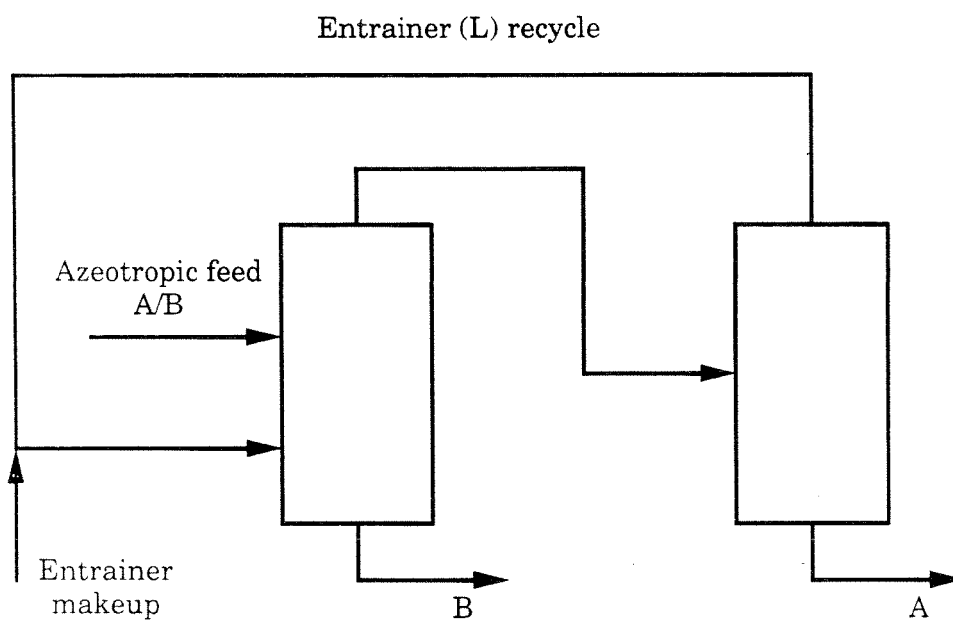 Entrainer (L) recycle
Azeotropic feed
A/B
Entrainer
makeup
B
A